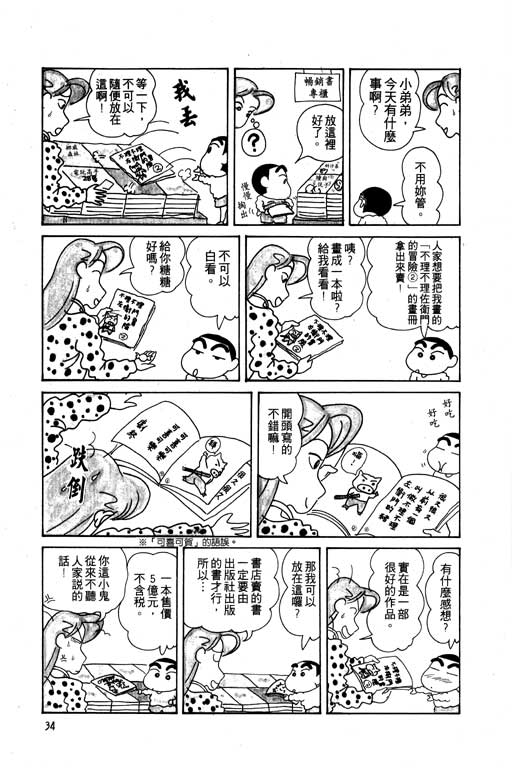 小弟弟，
今天有什麼
事啊？
不用妳管。
暢銷書
專櫃
放這裡
好了。
慢慢
掏出
我丟
等一下，
不可以
隨便放在
這啊！
人家想要把我畫的
「不理不理佐衛門
的冒險②」的畫冊
拿出來賣！
咦？
畫成一本啦？
給我看看！
不可以
白看。
給你糖糖
好嗎？
好吃
好吃
開頭寫的
不錯嘛！
跌倒
※「可喜可賀」的語誤。
有什麼感想？
實在是一部
很好的作品。
那我可以
放在這囉？
書店賣的書
一定要由
出版社出版
的書才行，
所以…
一本售價
5億元，
不含稅。
你這小鬼
從來不聽
人家說的
話！
34